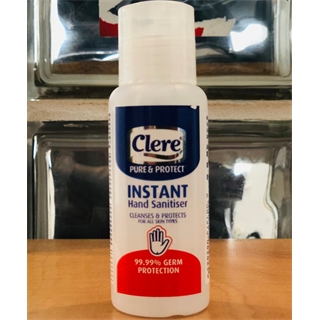 Clere
PURE & PROTECT
INSTANT
Hand Sanitiser
CLEANSES & PROTECTS
FOR ALL SKIN TYPES
99.99% GERM
PROTECTION